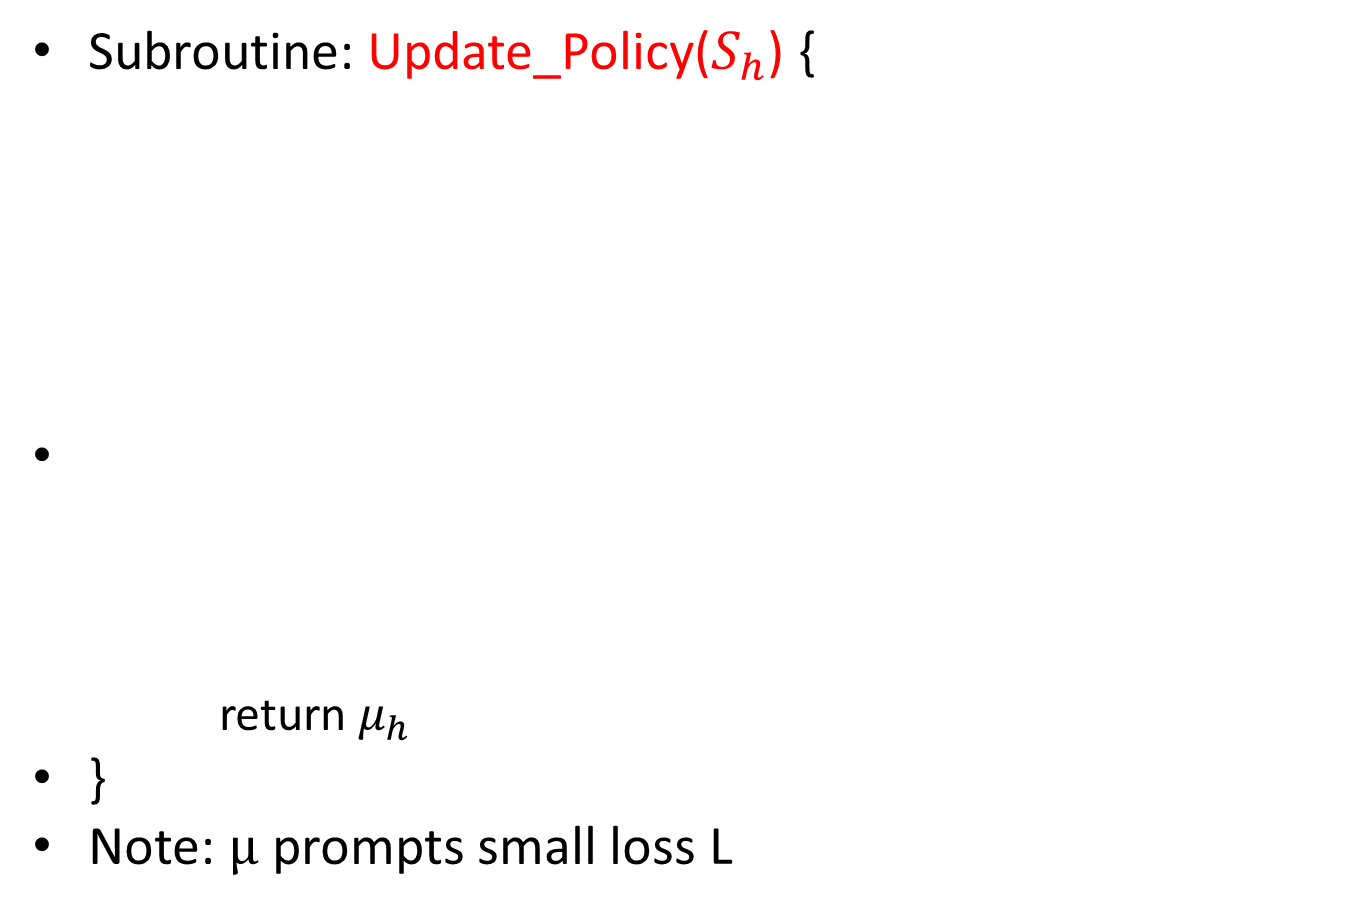 • Subroutine: Update_Policy(𝑆ₕ) {
•
return 𝜇ₕ
• }
• Note: μ prompts small loss L